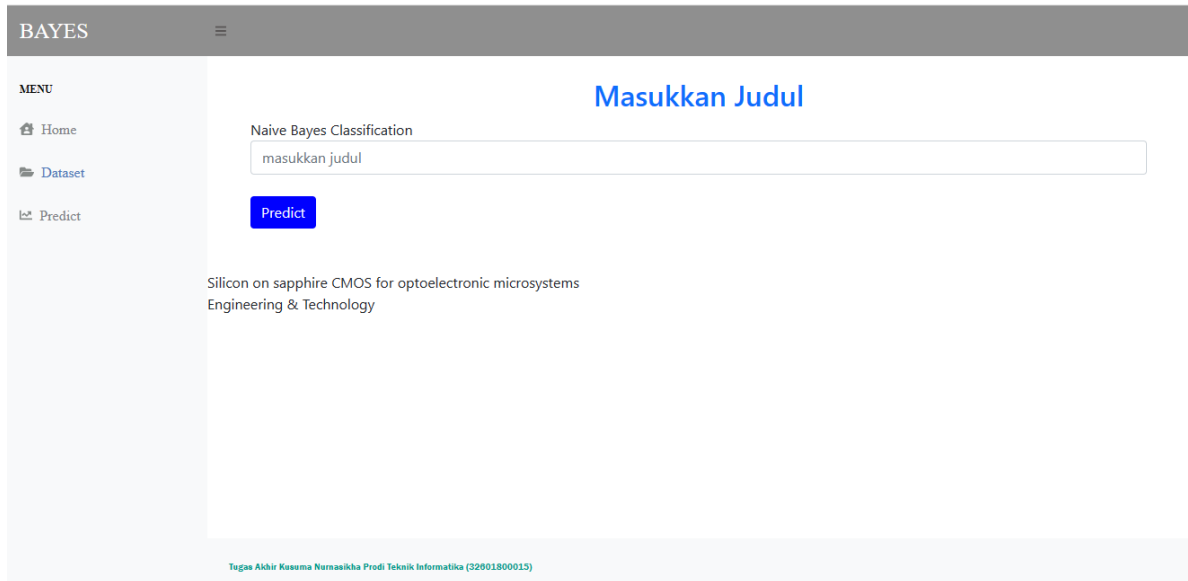 BAYES
MENU
Home
Dataset
Predict
Masukkan Judul
Naive Bayes Classification
masukkan judul
Predict
Silicon on sapphire CMOS for optoelectronic microsystems
Engineering & Technology
Tugas Akhir Kusuma Nurnasikha Prodi Teknik Informatika (32601800015)